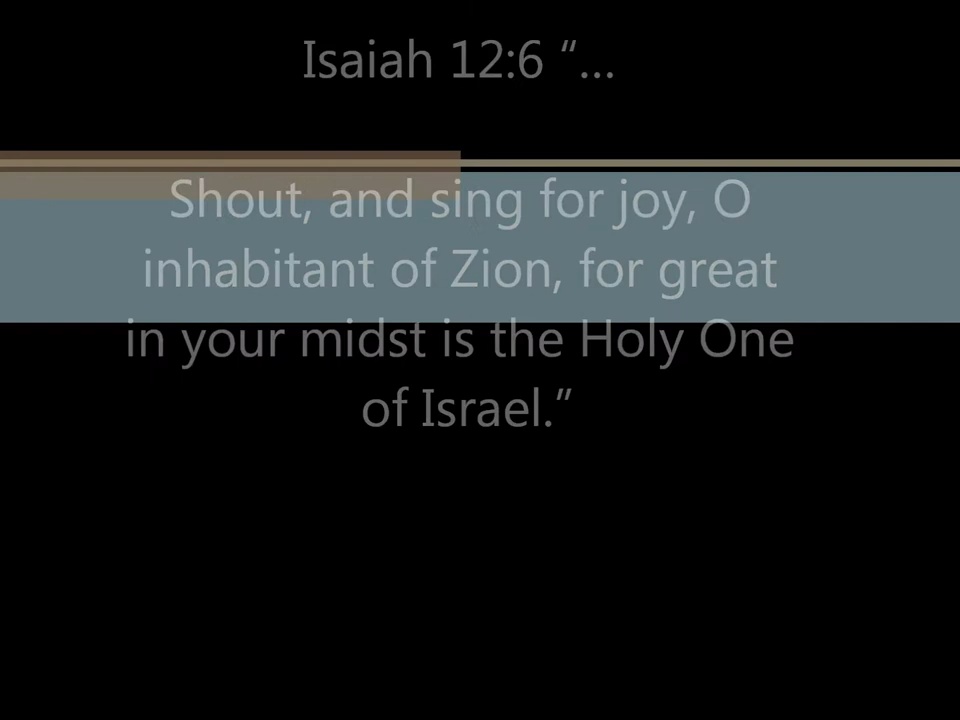 Isaiah 12:6 “...
Shout, and sing for joy, O
inhabitant of Zion, for great
in your midst is the Holy One
of Israel.”